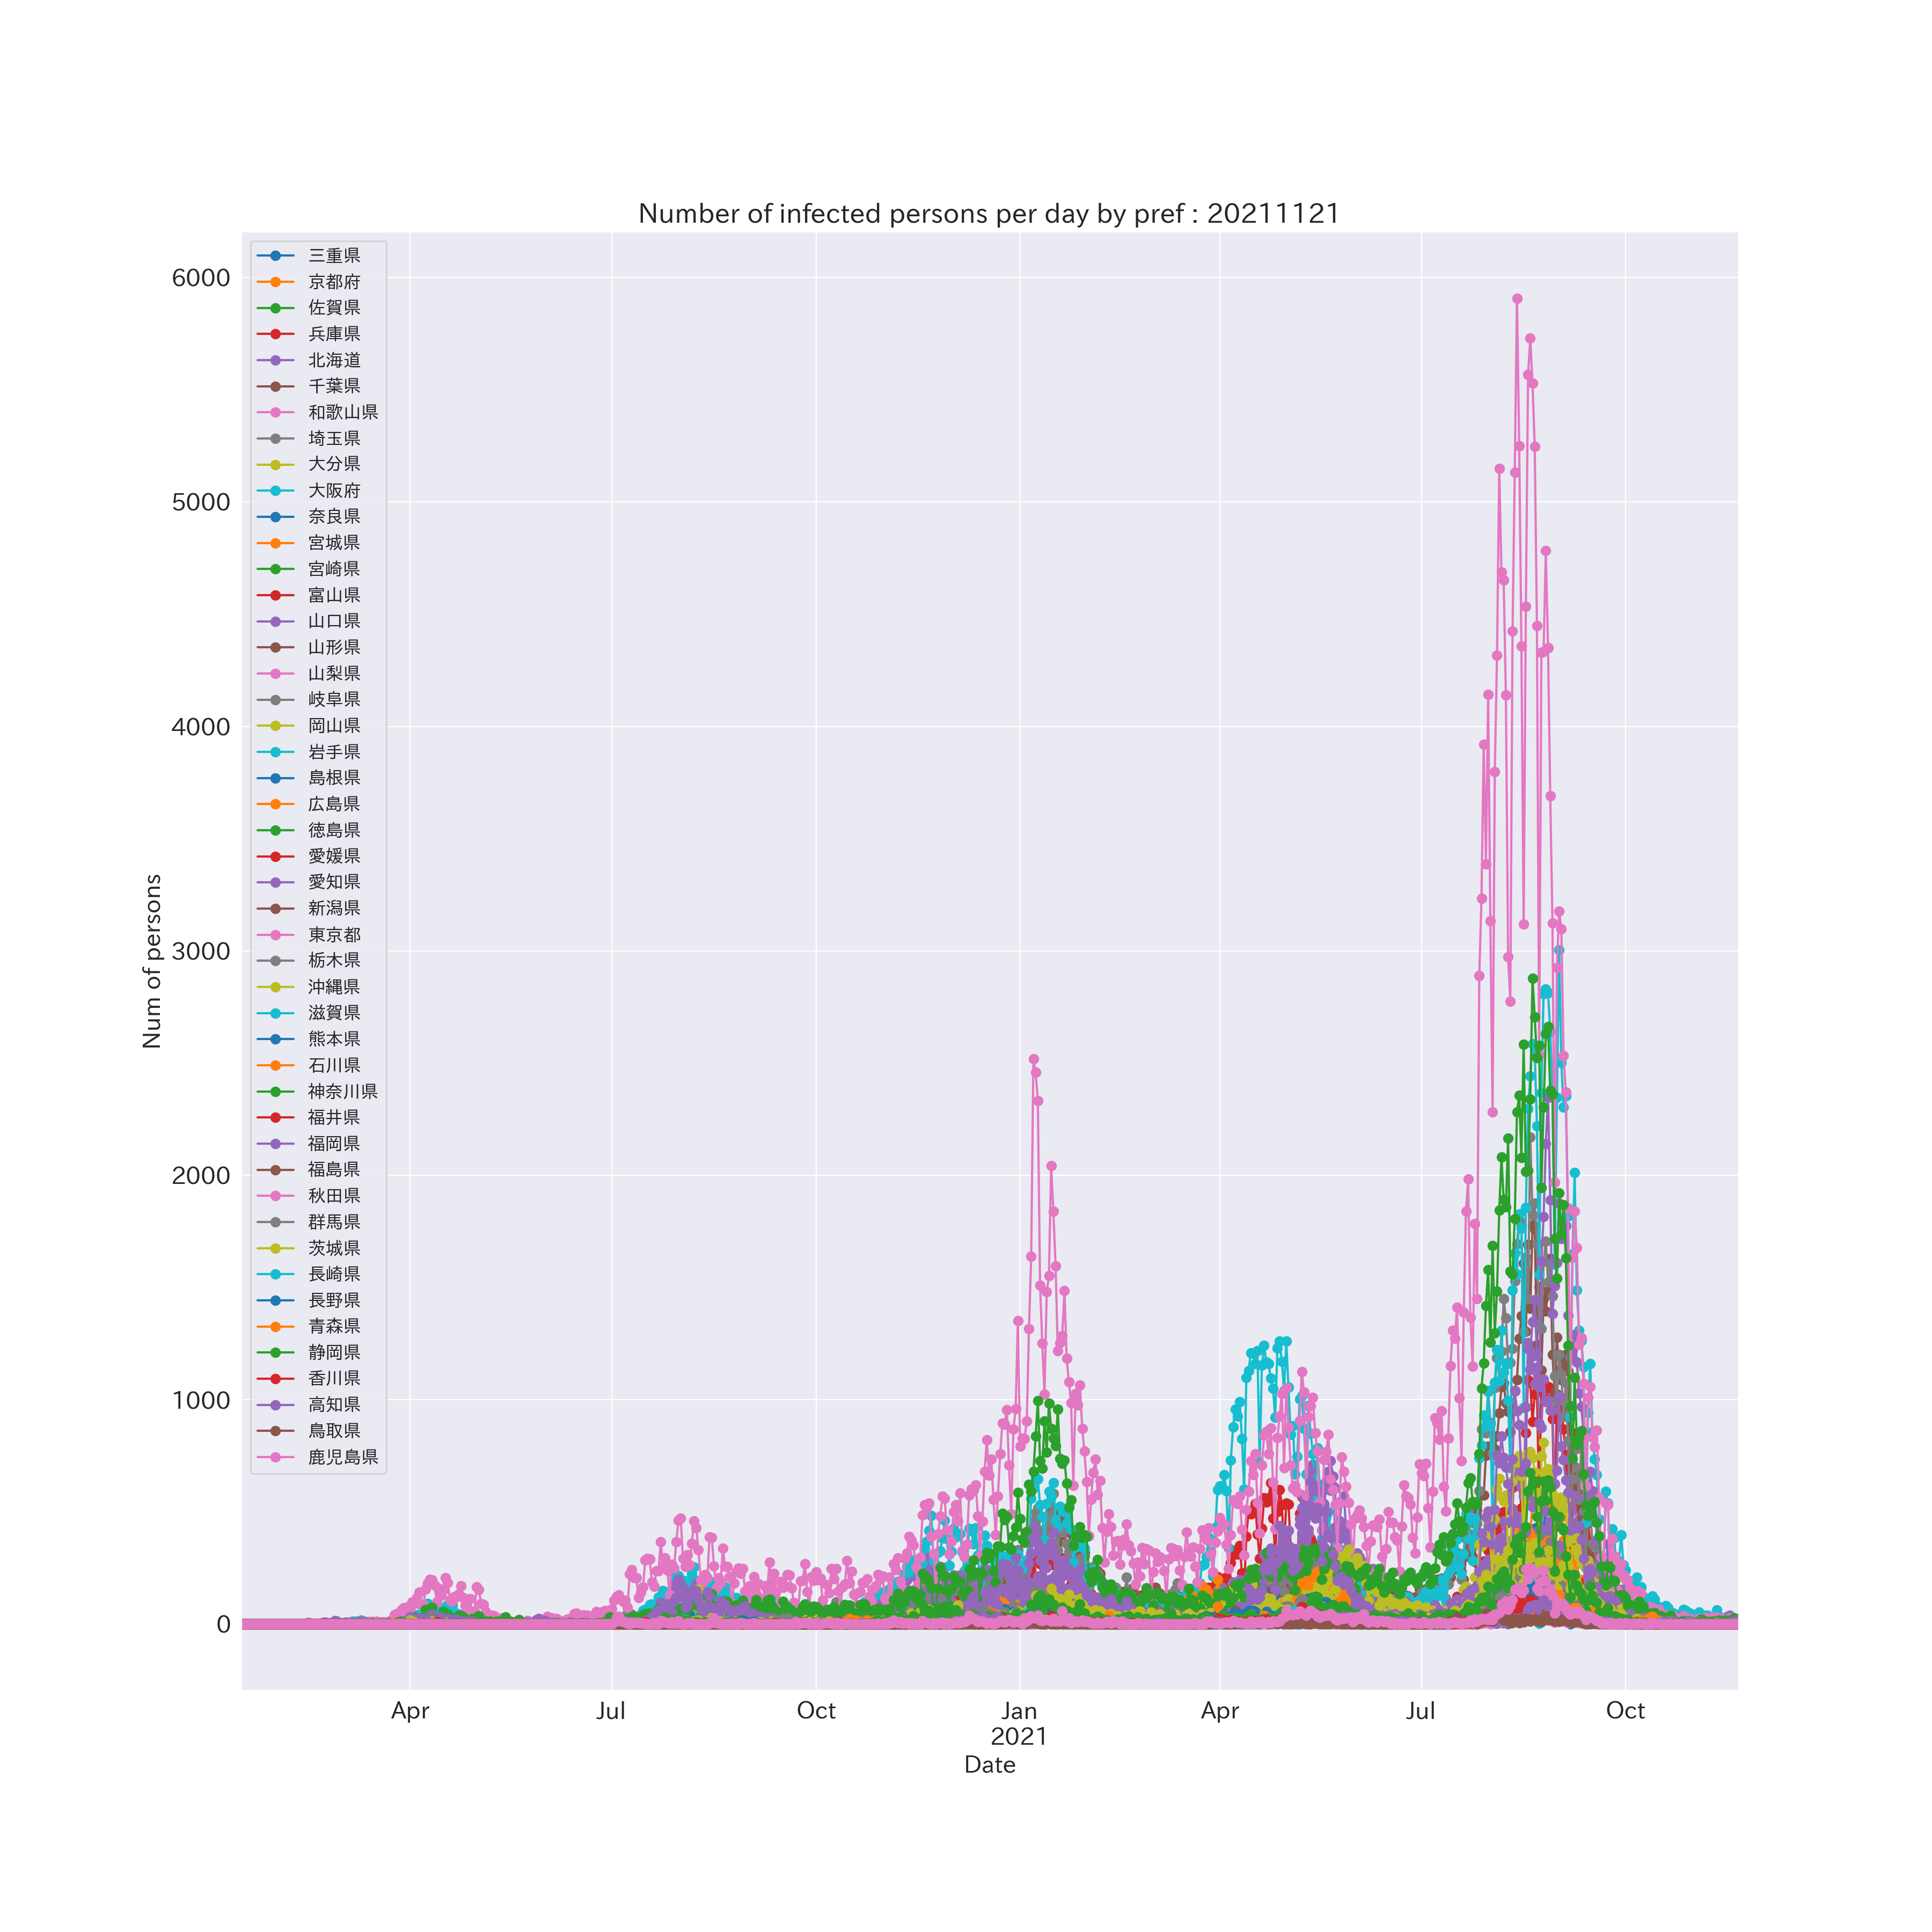 Number of infected persons per day by pref : 20211121
6000
5000
4000
3000
2000
1000
0
Num of persons
三重県
京都府
佐賀県
兵庫県
北海道
千葉県
和歌山県
埼玉県
大分県
大阪府
奈良県
宮城県
宮崎県
富山県
山口県
山形県
山梨県
岐阜県
岡山県
岩手県
島根県
広島県
徳島県
愛媛県
愛知県
新潟県
東京都
栃木県
沖縄県
滋賀県
熊本県
石川県
神奈川県
福井県
福岡県
福島県
秋田県
群馬県
茨城県
長崎県
長野県
青森県
静岡県
香川県
高知県
鳥取県
鹿児島県
Apr Jul Oct Jan Apr Jul Oct
2021
Date